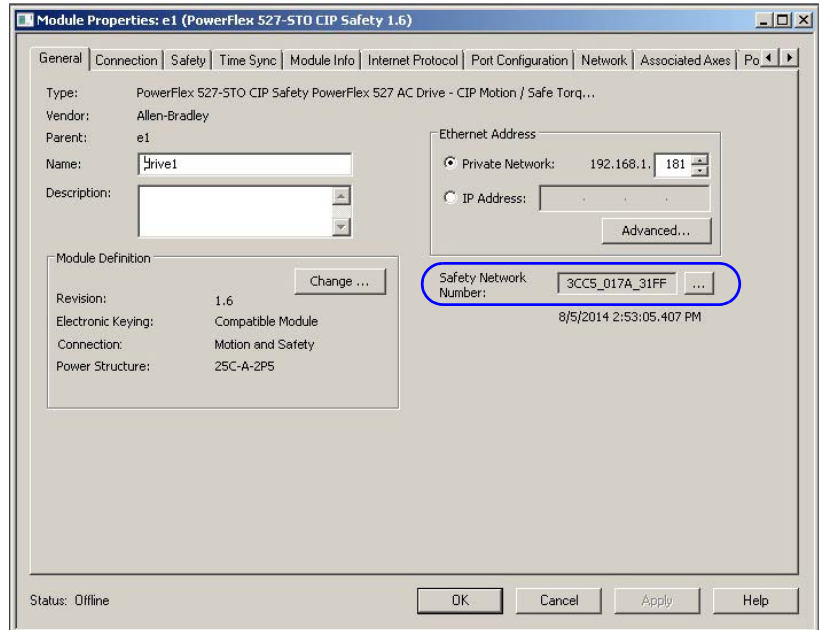 Module Properties: e1 (PowerFlex 527-STO CIP Safety 1.6)
General Connection Safety Time Sync Module Info Internet Protocol Port Configuration Network Associated Axes Po
Type: PowerFlex 527-STO CIP Safety PowerFlex 527 AC Drive - CIP Motion / Safe Torq...
Vendor: Allen-Bradley
Parent: e1
Name: drive1
Description:
Ethernet Address
Private Network: 192.168.1. 181
IP Address: . . .
Advanced...
Module Definition
Change ...
Revision: 1.6
Electronic Keying: Compatible Module
Connection: Motion and Safety
Power Structure: 25C-A-2P5
Safety Network
Number: 3CC5_017A_31FF ...
8/5/2014 2:53:05.407 PM
Status: Offline
OK Cancel Apply Help